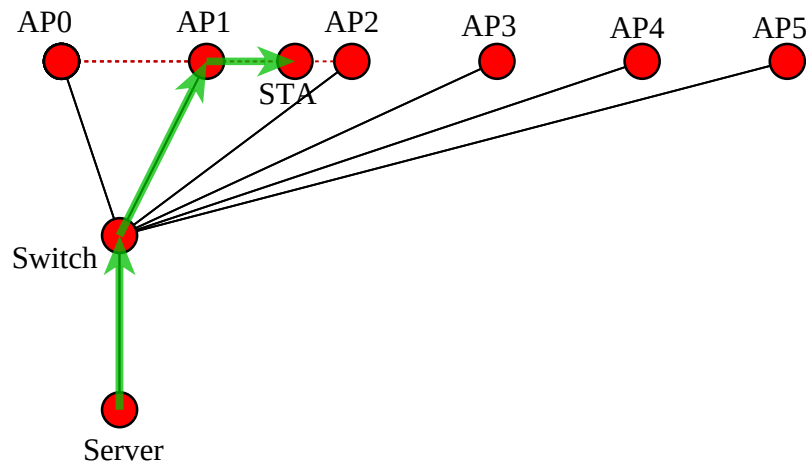 AP0
AP1
AP2
AP3
AP4
AP5
STA
Switch
Server